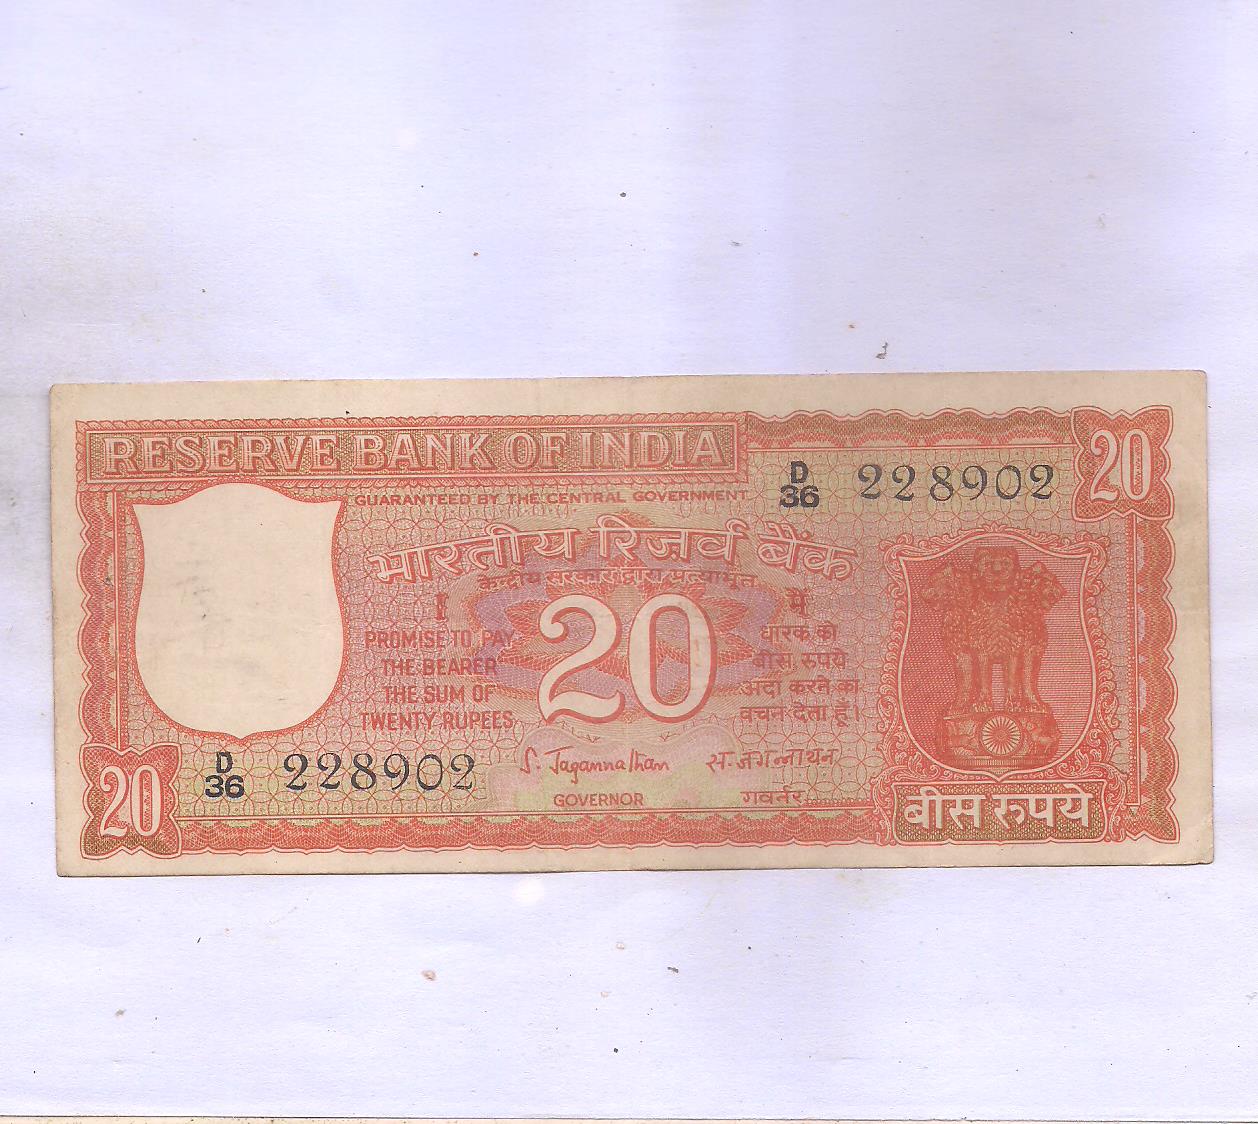 RESERVE BANK OF INDIA
20
D
36 228902
GUARANTEED BY THE CENTRAL GOVERNMENT
भारतीय रिज़र्व बैंक
केन्द्रीय सरकार द्वारा प्रत्याभूत
I
PROMISE TO PAY
THE BEARER
THE SUM OF
TWENTY RUPEES
20
मैं
धारक को
बीस रुपये
अदा करने का
वचन देता हूँ।
S. Jagannathan
स. जगन्नाथन
GOVERNOR
गवर्नर
D
36 228902
20
बीस रुपये